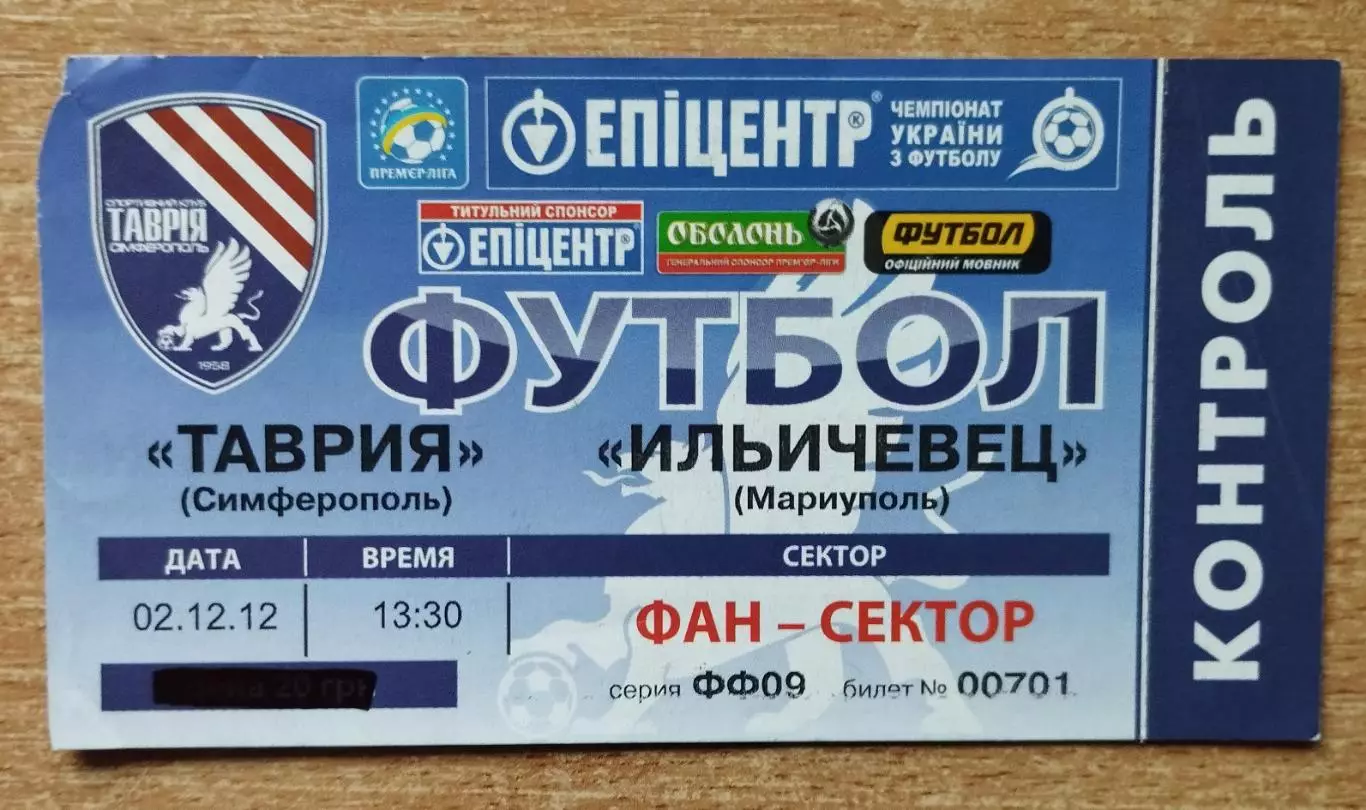 СПОРТИВНИЙ КЛУБ
ТАВРІЯ
СІМФЕРОПОЛЬ
1958
ПРЕМ'ЄР-ЛІГА
ЕПІЦЕНТР®
ЧЕМПІОНАТ
УКРАЇНИ
З ФУТБОЛУ
ТИТУЛЬНИЙ СПОНСОР
ЕПІЦЕНТР®
ОБОЛОНЬ
ГЕНЕРАЛЬНИЙ СПОНСОР ПРЕМ'ЄР-ЛІГИ
ФУТБОЛ
ОФІЦІЙНИЙ МОВНИК
ФУТБОЛ
«ТАВРИЯ» «ИЛЬИЧЕВЕЦ»
(Симферополь) (Мариуполь)
ДАТА ВРЕМЯ СЕКТОР
02.12.12 13:30 ФАН – СЕКТОР
20 грн
серия ФФ09 билет № 00701
КОНТРОЛЬ